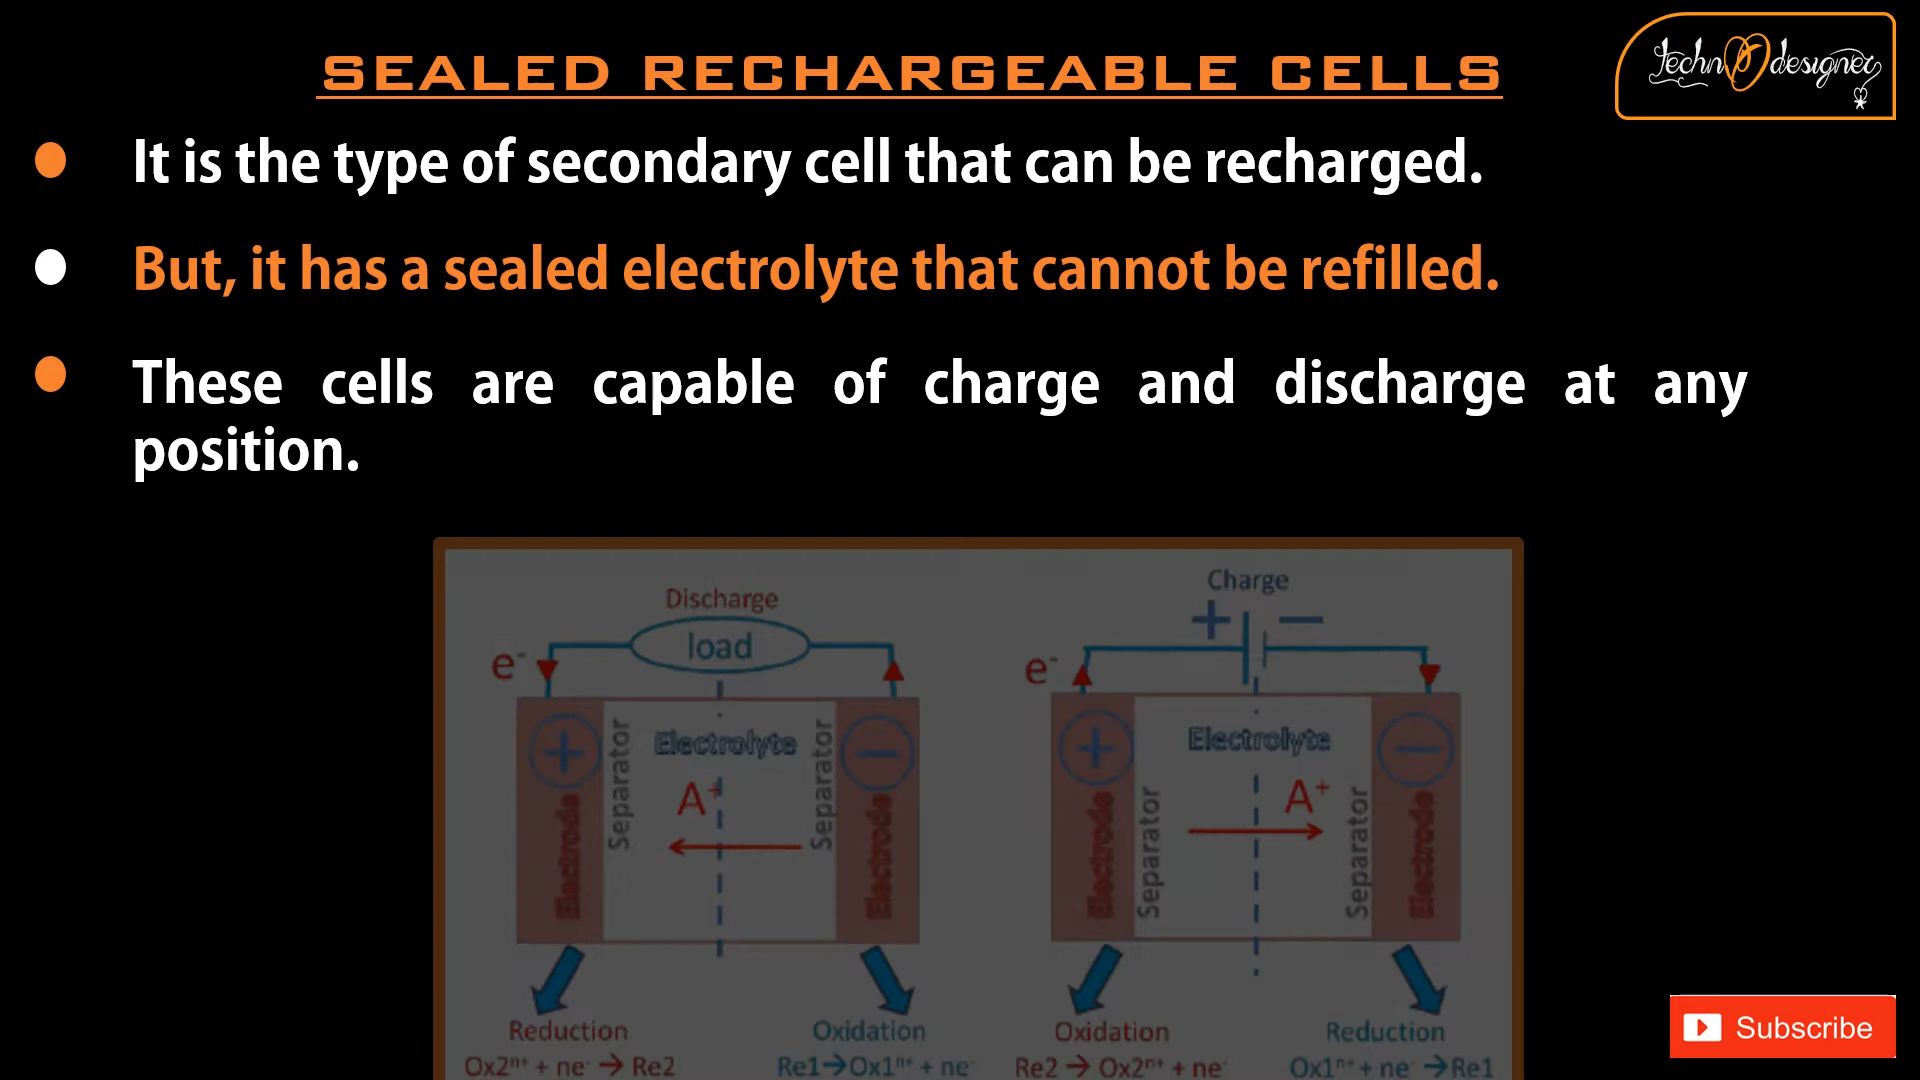 SEALED RECHARGEABLE CELLS
techno designer
It is the type of secondary cell that can be recharged.
But, it has a sealed electrolyte that cannot be refilled.
These cells are capable of charge and discharge at any
position.
Discharge
load
e⁻
+
Electrolyte
−
Separator
Separator
A⁺
Electrode
Electrode
Reduction
Oxidation
Ox2ⁿ⁺ + ne⁻ → Re2
Re1→Ox1ⁿ⁺ + ne⁻
Charge
+ −
e⁻
+
Electrolyte
−
A⁺
Separator
Separator
Electrode
Electrode
Oxidation
Reduction
Re2 → Ox2ⁿ⁺ + ne⁻
Ox1ⁿ⁺ + ne⁻ →Re1
Subscribe